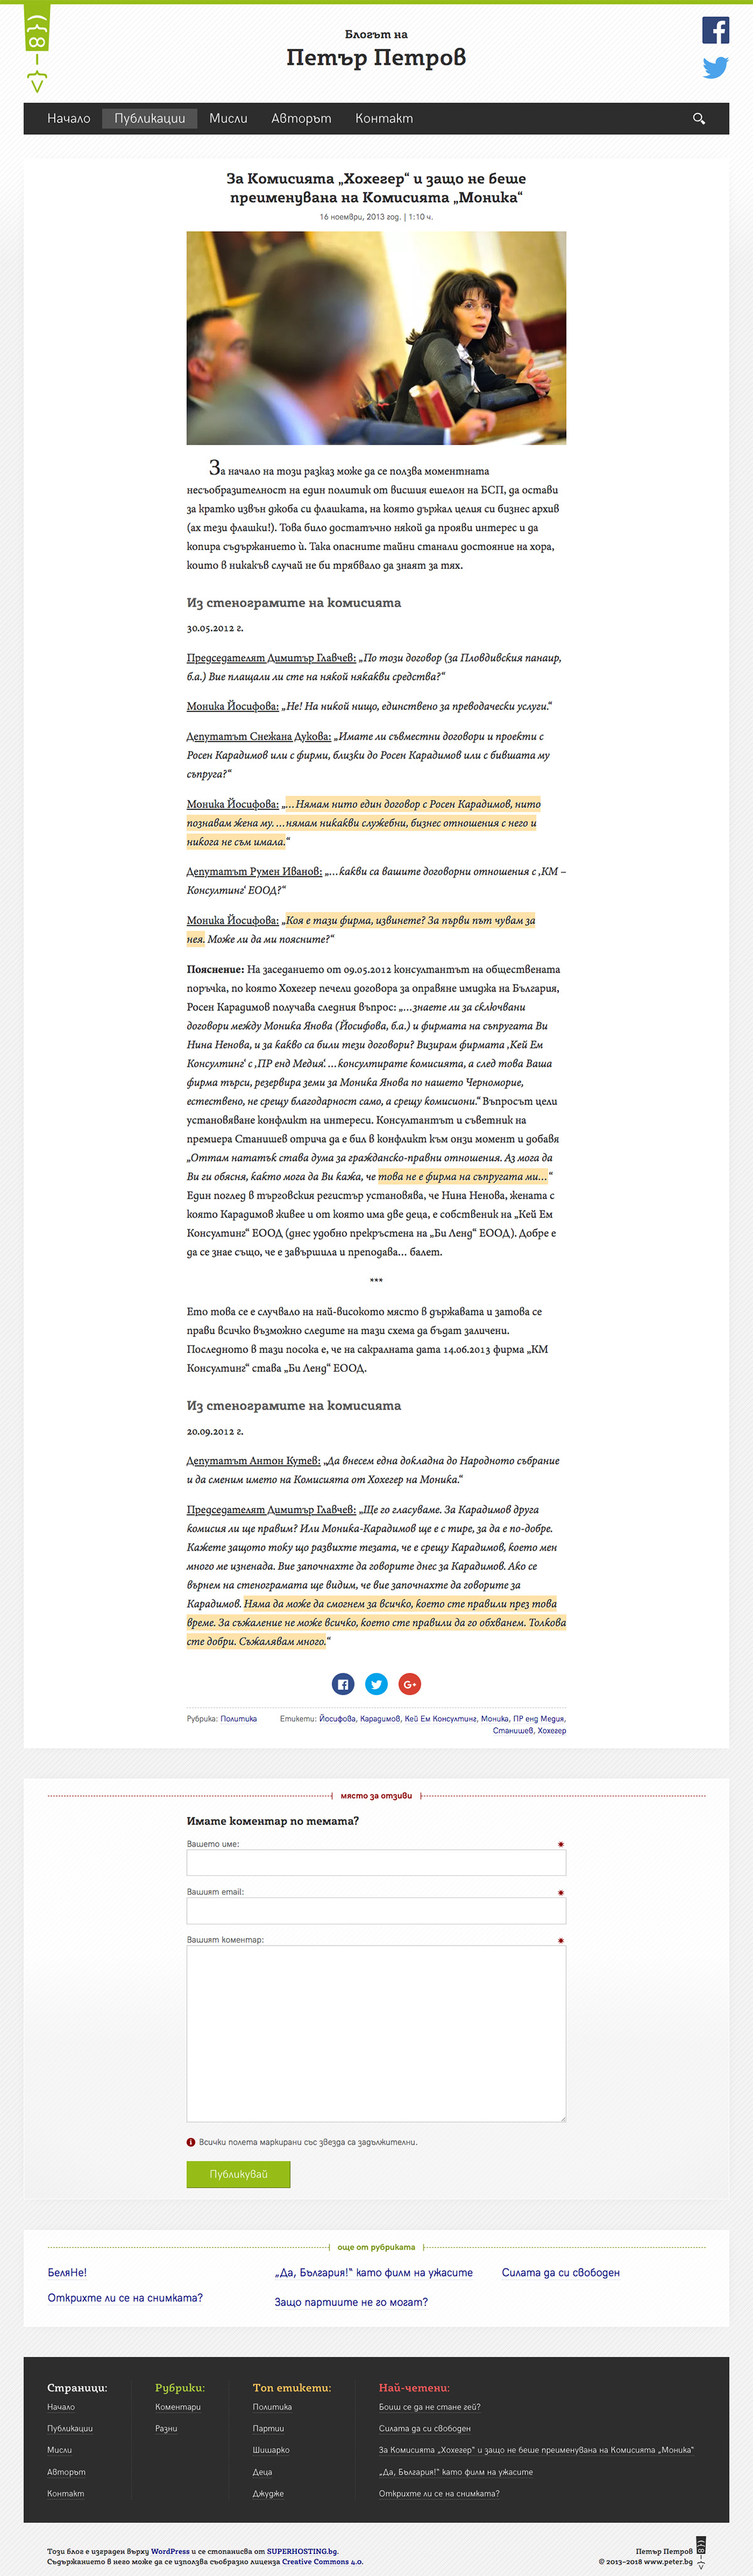 Блогът на
Петър Петров
Начало Публикации Мисли Авторът Контакт
За Комисията „Хохегер“ и защо не беше
преименувана на Комисията „Моника“
16 ноември, 2013 год. | 1:10 ч.
За начало на този разказ може да се ползва моментната
несъобразителност на един политик от висшия ешелон на БСП, да остави
за кратко извън джоба си флашката, на която държал целия си бизнес архив
(ах тези флашки!). Това било достатъчно някой да прояви интерес и да
копира съдържанието ѝ. Така опасните тайни станали достояние на хора,
които в никакъв случай не би трябвало да знаят за тях.
Из стенограмите на комисията
30.05.2012 г.
Председателят Димитър Главчев: „По този договор (за Пловдивския панаир,
б.а.) Вие плащали ли сте на някой някакви средства?“
Моника Йосифова: „Не! На никой нищо, единствено за преводачески услуги.“
Депутатът Снежана Дукова: „Имате ли съвместни договори и проекти с
Росен Карадимов или с фирми, близки до Росен Карадимов или с бившата му
съпруга?“
Моника Йосифова: „…Нямам нито един договор с Росен Карадимов, нито
познавам жена му. …нямам никакви служебни, бизнес отношения с него и
никога не съм имала.“
Депутатът Румен Иванов: „…какви са вашите договорни отношения с ‚КМ –
Консултинг‘ ЕООД?“
Моника Йосифова: „Коя е тази фирма, извинете? За първи път чувам за
нея. Може ли да ми поясните?“
Пояснение: На заседанието от 09.05.2012 консултантът на обществената
поръчка, по която Хохегер печели договора за оправяне имиджа на България,
Росен Карадимов получава следния въпрос: „…знаете ли за сключвани
договори между Моника Янова (Йосифова, б.а.) и фирмата на съпругата Ви
Нина Ненова, и за какво са били тези договори? Визирам фирмата ‚Кей Ем
Консултинг‘ с ‚ПР енд Медия‘. …консултирате комисията, а след това Ваша
фирма търси, резервира земи за Моника Янова по нашето Черноморие,
естествено, не срещу благодарност само, а срещу комисиони.“ Въпросът цели
установяване конфликт на интереси. Консултантът и съветник на
премиера Станишев отрича да е бил в конфликт към онзи момент и добавя
„Оттам нататък става дума за гражданско-правни отношения. Аз мога да
Ви ги обясня, както мога да Ви кажа, че това не е фирма на съпругата ми…“
Един поглед в търговския регистър установява, че Нина Ненова, жената с
която Карадимов живее и от която има две деца, е собственик на „Кей Ем
Консултинг“ ЕООД (днес удобно прекръстена на „Би Ленд“ ЕООД). Добре е
да се знае също, че е завършила и преподава… балет.
***
Ето това се е случвало на най-високото място в държавата и затова се
прави всичко възможно следите на тази схема да бъдат заличени.
Последното в тази посока е, че на сакралната дата 14.06.2013 фирма „КМ
Консултинг“ става „Би Ленд“ ЕООД.
Из стенограмите на комисията
20.09.2012 г.
Депутатът Антон Кутев: „Да внесем една докладна до Народното събрание
и да сменим името на Комисията от Хохегер на Моника.“
Председателят Димитър Главчев: „Ще го гласуваме. За Карадимов друга
комисия ли ще правим? Или Моника-Карадимов ще е с тире, за да е по-добре.
Кажете защото току що развихте тезата, че е срещу Карадимов, което мен
много ме изненада. Вие започнахте да говорите днес за Карадимов. Ако се
върнем на стенограмата ще видим, че вие започнахте да говорите за
Карадимов. Няма да може да смогнем за всичко, което сте правили през това
време. За съжаление не може всичко, което сте правили да го обхванем. Толкова
сте добри. Съжалявам много.“
Рубрика: Политика Етикети: Йосифова, Карадимов, Кей Ем Консултинг, Моника, ПР енд Медия,
Станишев, Хохегер
място за отзиви
Имате коментар по темата?
Вашето име: *
Вашият email: *
Вашият коментар: *
Всички полета маркирани със звезда са задължителни.
Публикувай
още от рубриката
БеляНе! „Да, България!“ като филм на ужасите Силата да си свободен
Открихте ли се на снимката? Защо партиите не го могат?
Страници: Рубрики: Топ етикети: Най-четени:
Начало Коментари Политика Боиш се да не стане гей?
Публикации Разни Партии Силата да си свободен
Мисли Шишарко За Комисията „Хохегер“ и защо не беше преименувана на Комисията „Моника“
Авторът Деца „Да, България!“ като филм на ужасите
Контакт Джудже Открихте ли се на снимката?
Този блог е изграден върху WordPress и се стопанисва от SUPERHOSTING.bg. Петър Петров
Съдържанието в него може да се използва съобразно лиценза Creative Commons 4.0. © 2013–2018 www.peter.bg